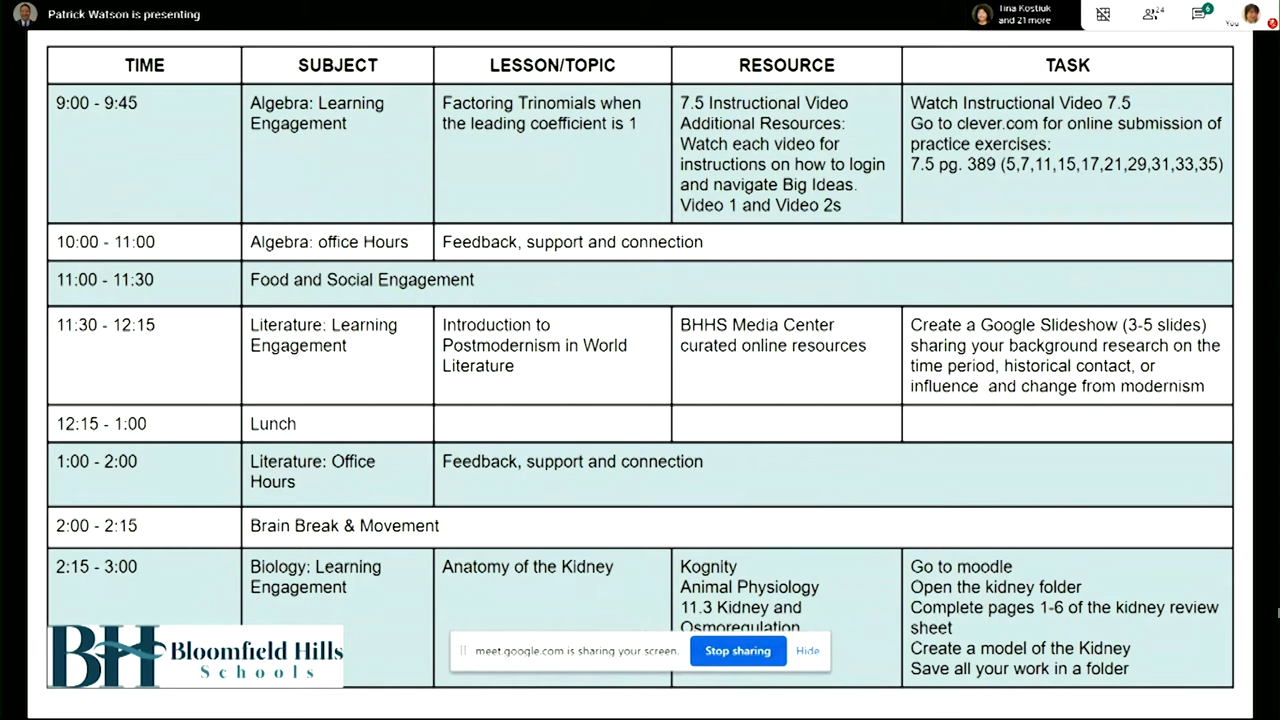 Patrick Watson is presenting
Tina Kostiuk
and 21 more
24
6
You
TIME SUBJECT LESSON/TOPIC RESOURCE TASK
9:00 - 9:45
Algebra: Learning
Engagement
Factoring Trinomials when
the leading coefficient is 1
7.5 Instructional Video
Additional Resources:
Watch each video for
instructions on how to login
and navigate Big Ideas.
Video 1 and Video 2s
Watch Instructional Video 7.5
Go to clever.com for online submission of
practice exercises:
7.5 pg. 389 (5,7,11,15,17,21,29,31,33,35)
10:00 - 11:00
Algebra: office Hours
Feedback, support and connection
11:00 - 11:30
Food and Social Engagement
11:30 - 12:15
Literature: Learning
Engagement
Introduction to
Postmodernism in World
Literature
BHHS Media Center
curated online resources
Create a Google Slideshow (3-5 slides)
sharing your background research on the
time period, historical contact, or
influence and change from modernism
12:15 - 1:00
Lunch
1:00 - 2:00
Literature: Office
Hours
Feedback, support and connection
2:00 - 2:15
Brain Break & Movement
2:15 - 3:00
Biology: Learning
Engagement
Anatomy of the Kidney
Kognity
Animal Physiology
11.3 Kidney and
Osmoregulation
Go to moodle
Open the kidney folder
Complete pages 1-6 of the kidney review
sheet
Create a model of the Kidney
Save all your work in a folder
BH Bloomfield Hills
Schools
meet.google.com is sharing your screen.
Stop sharing
Hide